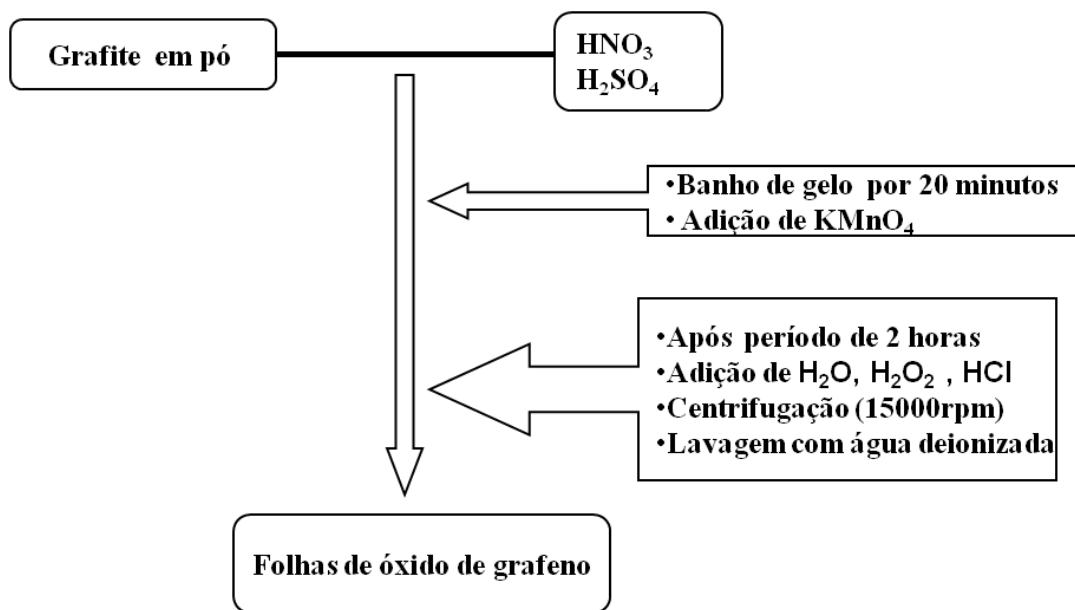 Grafite em pó
HNO₃
H₂SO₄
•Banho de gelo por 20 minutos
• Adição de KMnO₄
•Após período de 2 horas
•Adição de H₂O, H₂O₂ , HCl
•Centrifugação (15000rpm)
•Lavagem com água deionizada
Folhas de óxido de grafeno